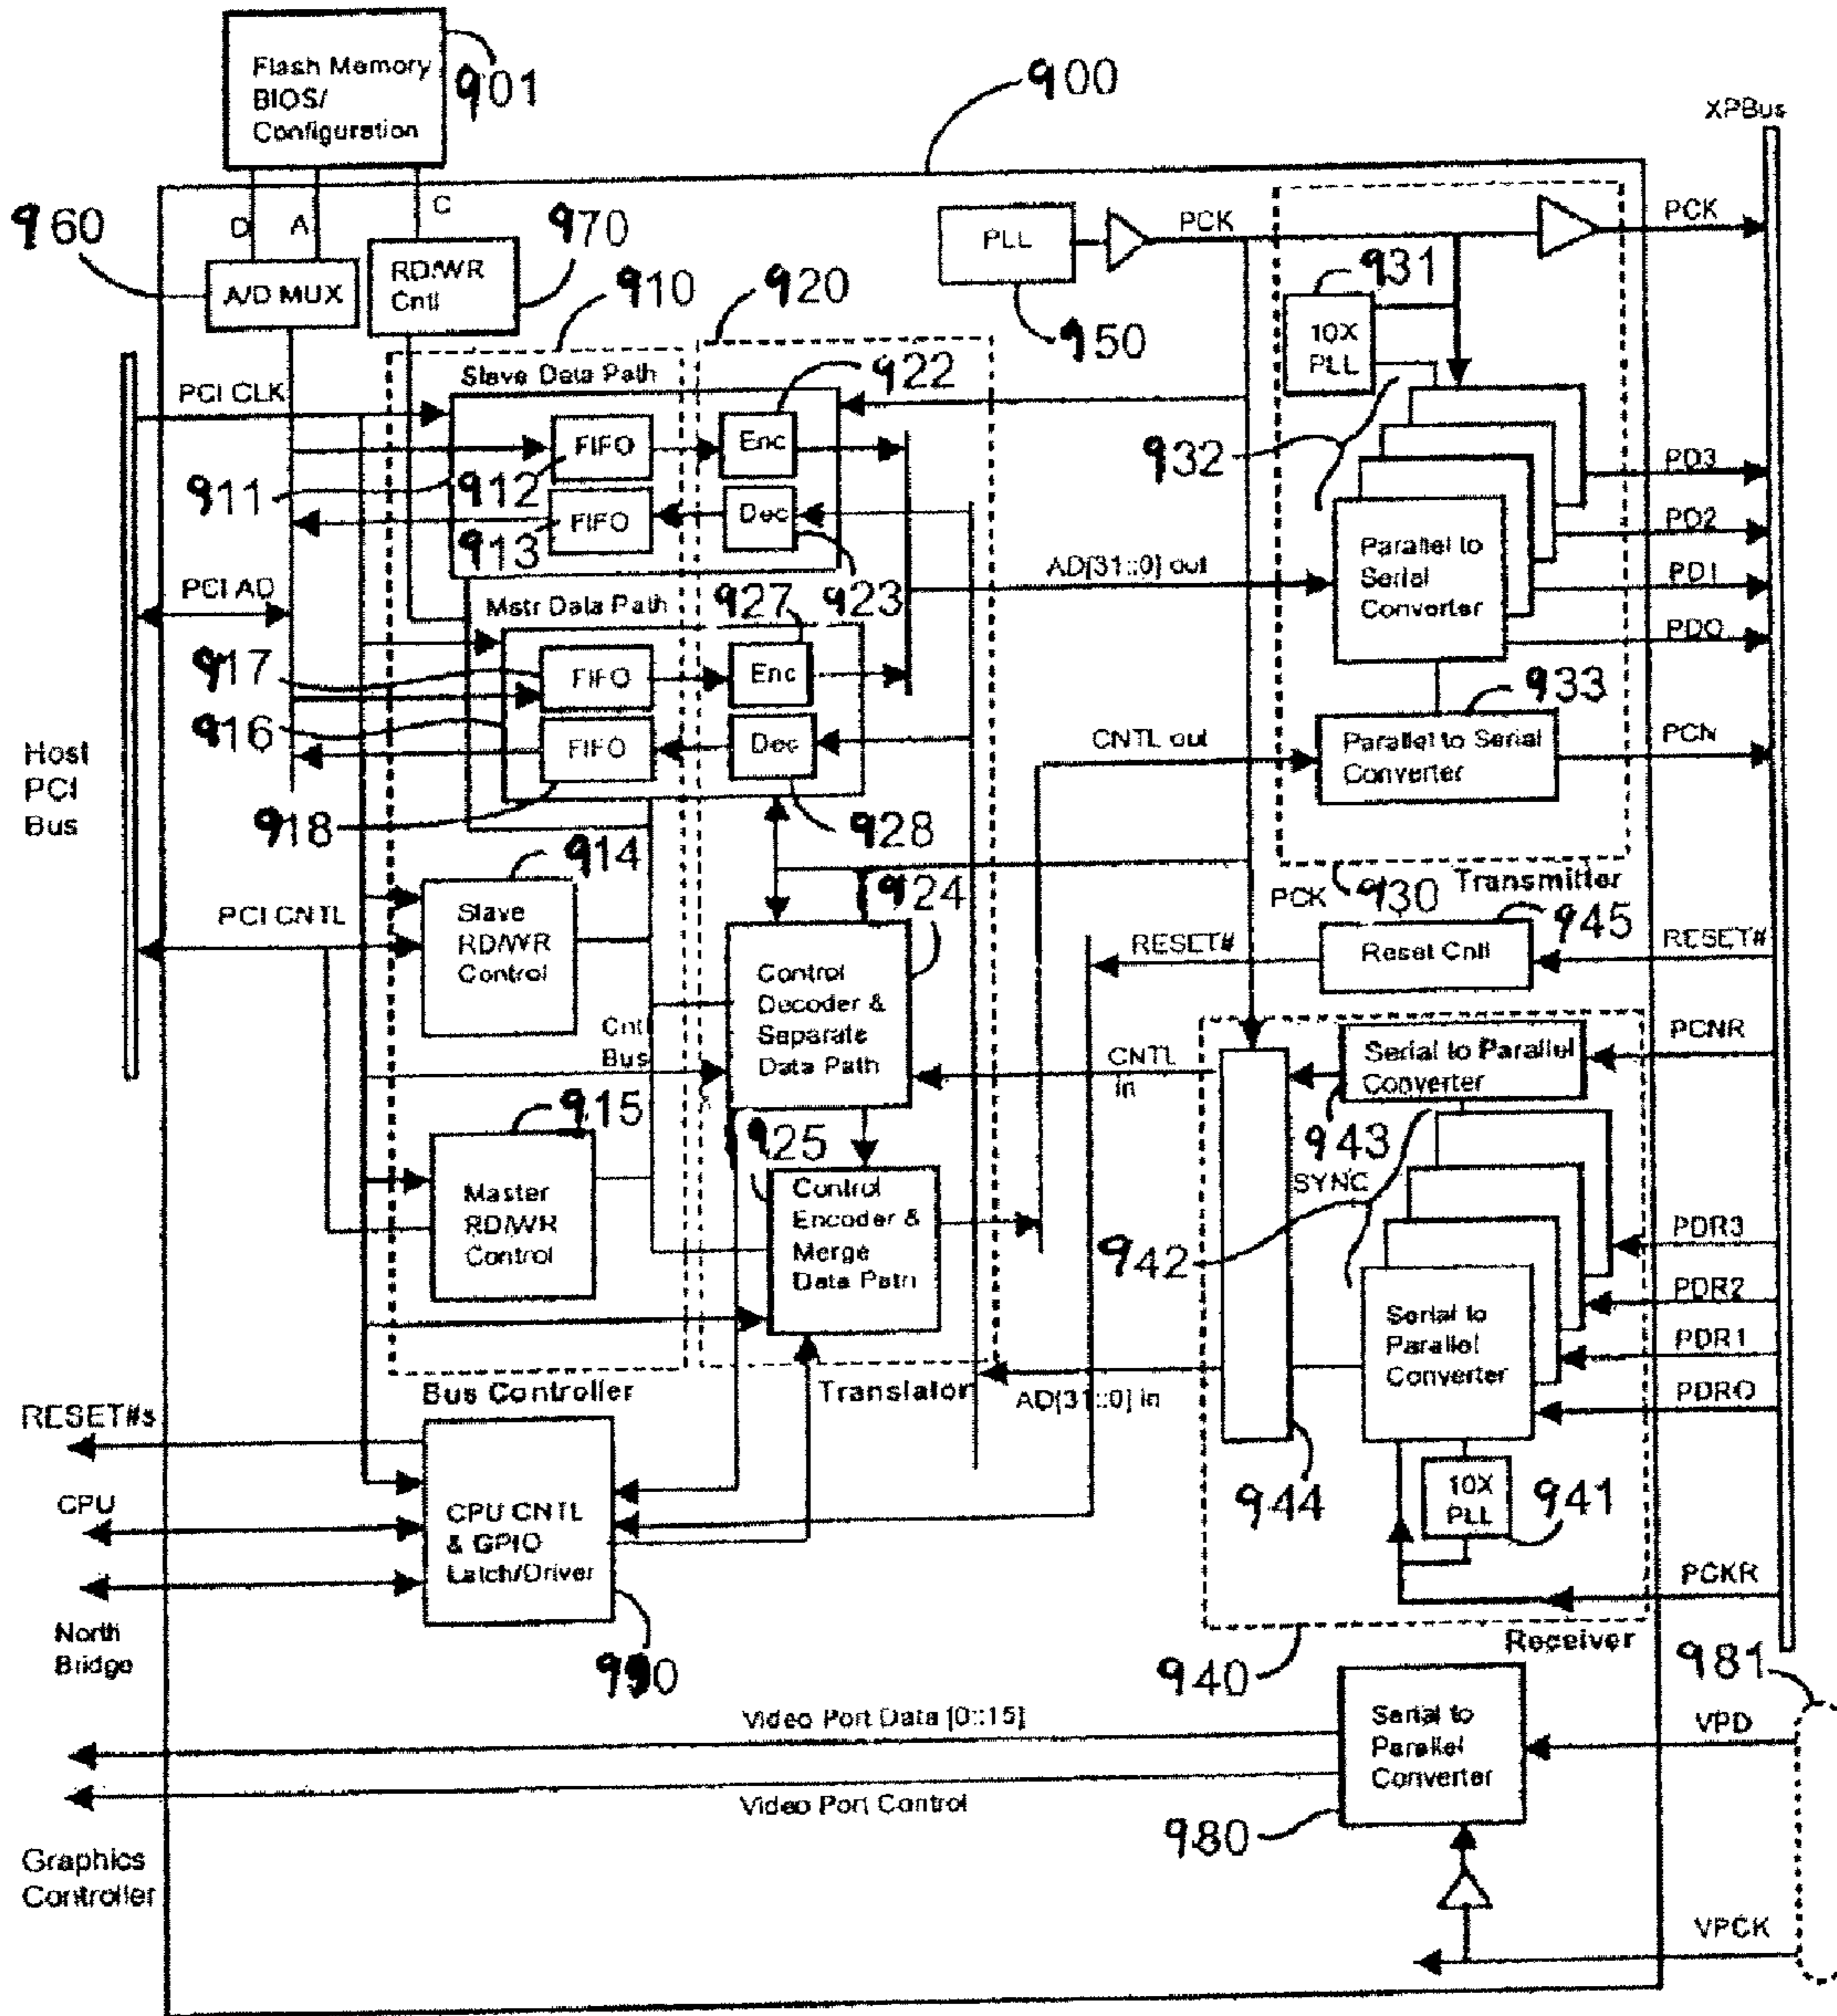 Flash Memory
BIOS/
Configuration
901
900
XPBus
D
A
C
960
A/D MUX
RD/WR
Cntl
970
910
920
PLL
950
PCK
PCK
931
10X
PLL
PCI CLK
Slave Data Path
922
FIFO
Enc
932
PD3
911
912
FIFO
Dec
PD2
913
Parallel to
Serial
Converter
AD[31::0] out
PD1
PCI AD
Mstr Data Path
927
923
PD0
917
FIFO
Enc
933
916
FIFO
Dec
CNTL out
Parallel to Serial
Converter
PCN
Host
PCI
Bus
918
928
914
924
PCK
930
Transmitter
945
PCI CNTL
Slave
RD/WR
Control
RESET#
Reset Cntl
RESET#
Control
Decoder &
Separate
Data Path
Cntl
Bus
CNTL
in
Serial to Parallel
Converter
PCNR
915
925
943
SYNC
Master
RD/WR
Control
Control
Encoder &
Merge
Data Path
942
PDR3
PDR2
Serial to
Parallel
Converter
PDR1
Bus Controller
Translator
AD[31::0] in
PDR0
RESET#s
944
10X
PLL
941
CPU
CPU CNTL
& GPIO
Latch/Driver
PCKR
North
Bridge
990
940
Receiver
981
Video Port Data [0::15]
Serial to
Parallel
Converter
VPD
Video Port Control
980
Graphics
Controller
VPCK